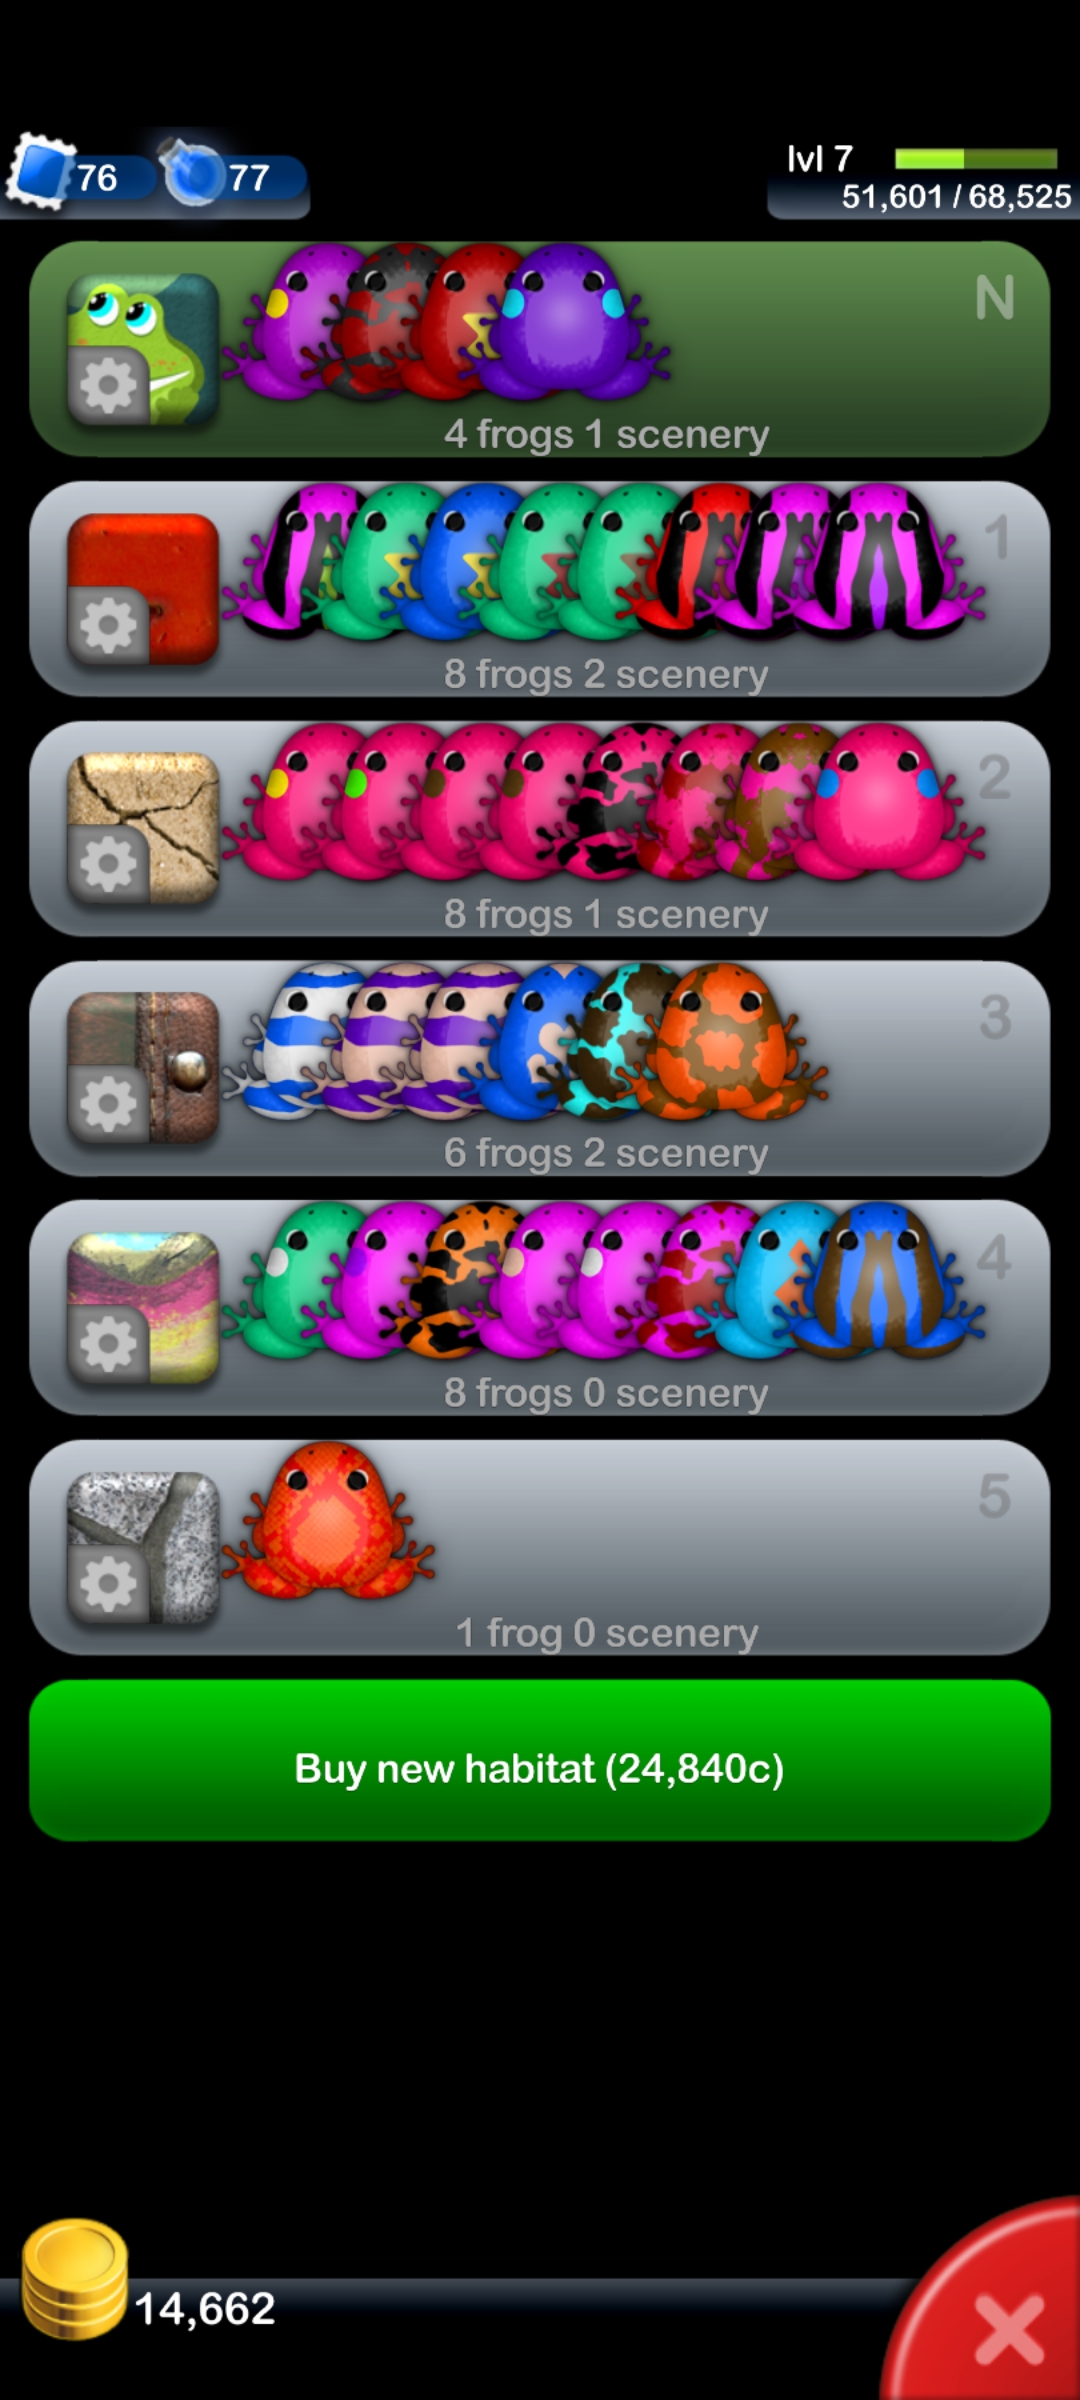 76
77
lvl 7
51,601 / 68,525
N
4 frogs 1 scenery
1
8 frogs 2 scenery
2
8 frogs 1 scenery
3
6 frogs 2 scenery
4
8 frogs 0 scenery
5
1 frog 0 scenery
Buy new habitat (24,840c)
14,662